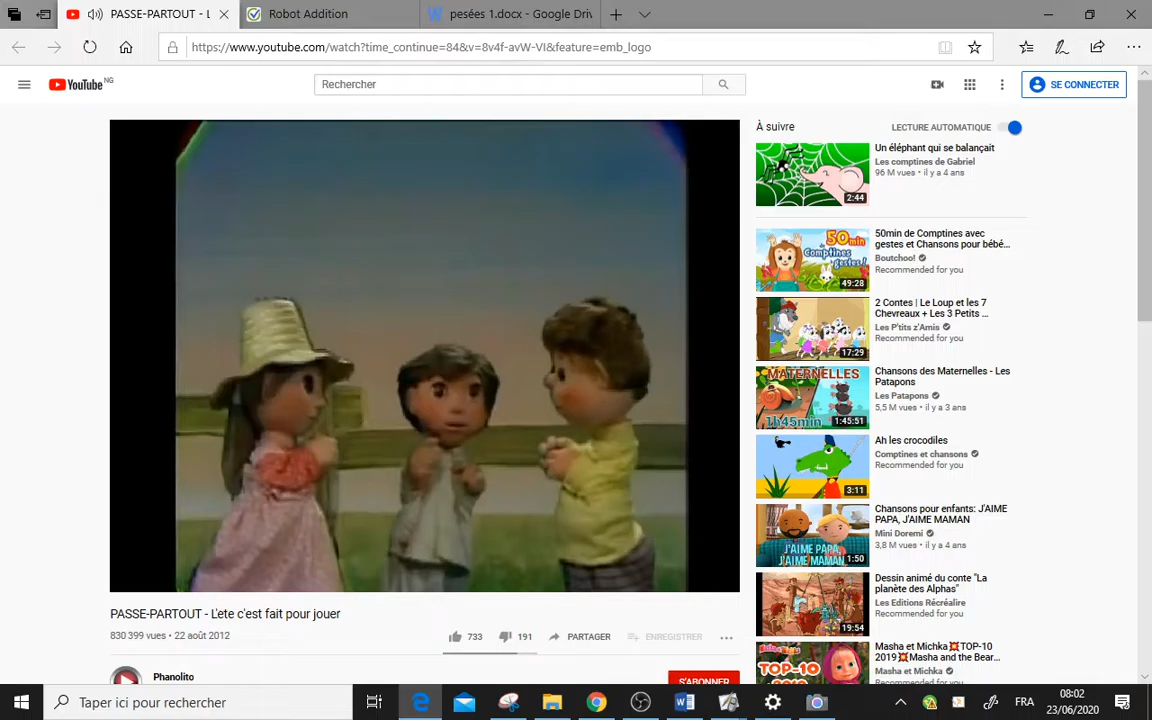 PASSE-PARTOUT - L
Robot Addition
pesées 1.docx - Google Driv
https://www.youtube.com/watch?time_continue=84&v=8v4f-avW-VI&feature=emb_logo
YouTube NG
Rechercher
SE CONNECTER
À suivre
LECTURE AUTOMATIQUE
Un éléphant qui se balançait
Les comptines de Gabriel
96 M vues • il y a 4 ans
2:44
50min de Comptines avec
gestes et Chansons pour bébé...
Boutchoo!
Recommended for you
50min
de Comptines
à gestes!
49:28
2 Contes | Le Loup et les 7
Chevreaux + Les 3 Petits ...
Les P'tits z'Amis
Recommended for you
17:29
Chansons des Maternelles - Les
Patapons
Les Patapons
5,5 M vues • il y a 3 ans
MATERNELLES
1h45min
1:45:51
Ah les crocodiles
Comptines et chansons
Recommended for you
3:11
Chansons pour enfants: J'AIME
PAPA, J'AIME MAMAN
Mini Doremi
3,8 M vues • il y a 4 ans
J'AIME PAPA,
J'AIME MAMAN
1:50
Dessin animé du conte "La
planète des Alphas"
Les Editions Récréalire
Recommended for you
19:54
Masha et Michka💥TOP-10
2019💥Masha and the Bear...
Masha et Michka
Recommended for you
TOP-10
PASSE-PARTOUT - L'ete c'est fait pour jouer
830 399 vues • 22 août 2012
733
191
PARTAGER
ENREGISTRER
Phanolito
S'ABONNER
Taper ici pour rechercher
FRA
08:02
23/06/2020